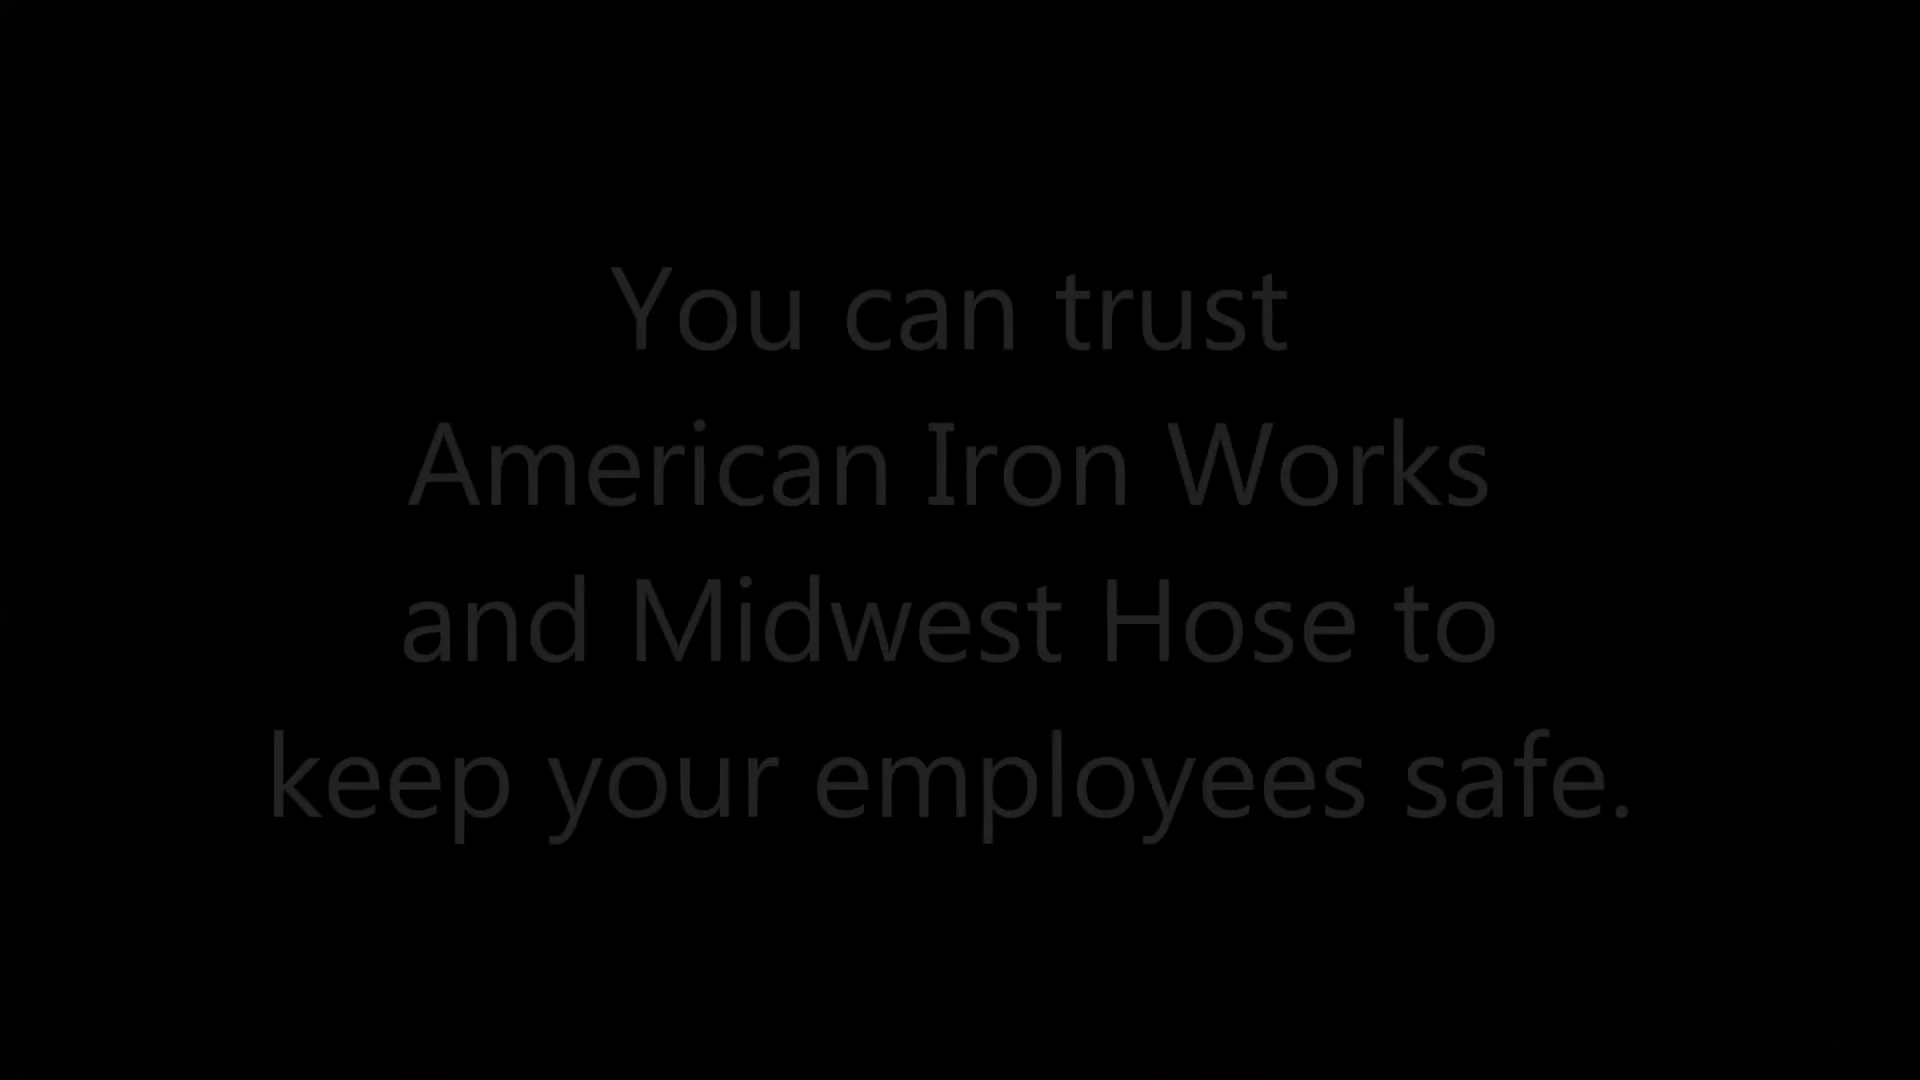 You can trust
American Iron Works
and Midwest Hose to
keep your employees safe.